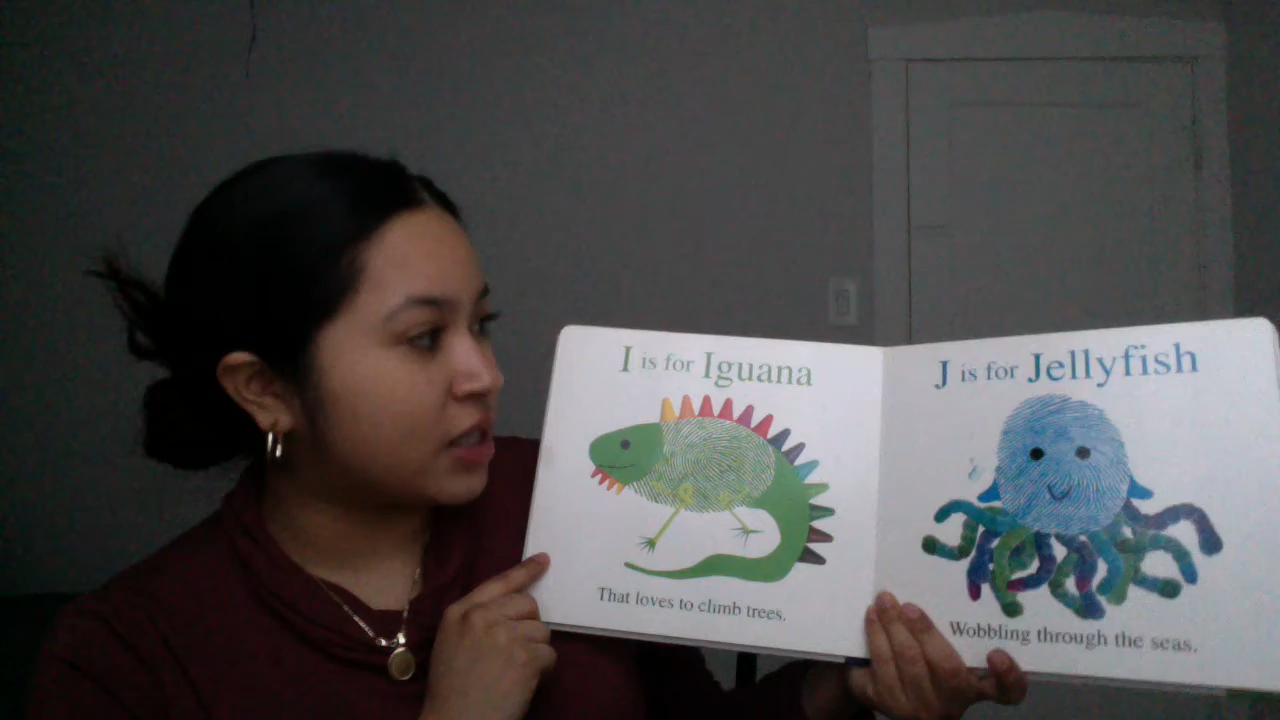 I is for Iguana
That loves to climb trees.
J is for Jellyfish
Wobbling through the seas.